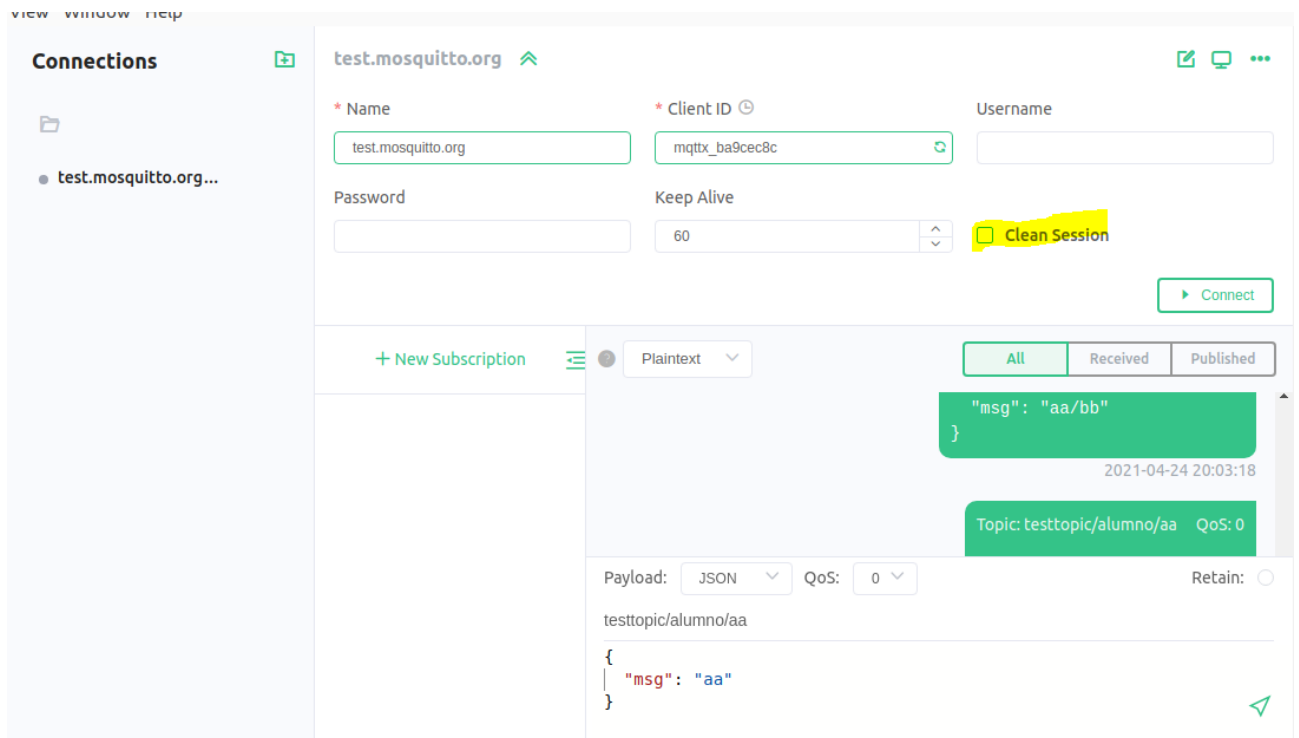 View Window Help
Connections
test.mosquitto.org...
test.mosquitto.org
* Name
* Client ID
Username
test.mosquitto.org
mqttx_ba9cec8c
Password
Keep Alive
60
Clean Session
Connect
+ New Subscription
Plaintext
All
Received
Published
"msg": "aa/bb"
}
2021-04-24 20:03:18
Topic: testtopic/alumno/aa QoS: 0
Payload: JSON QoS: 0 Retain:
testtopic/alumno/aa
{
"msg": "aa"
}